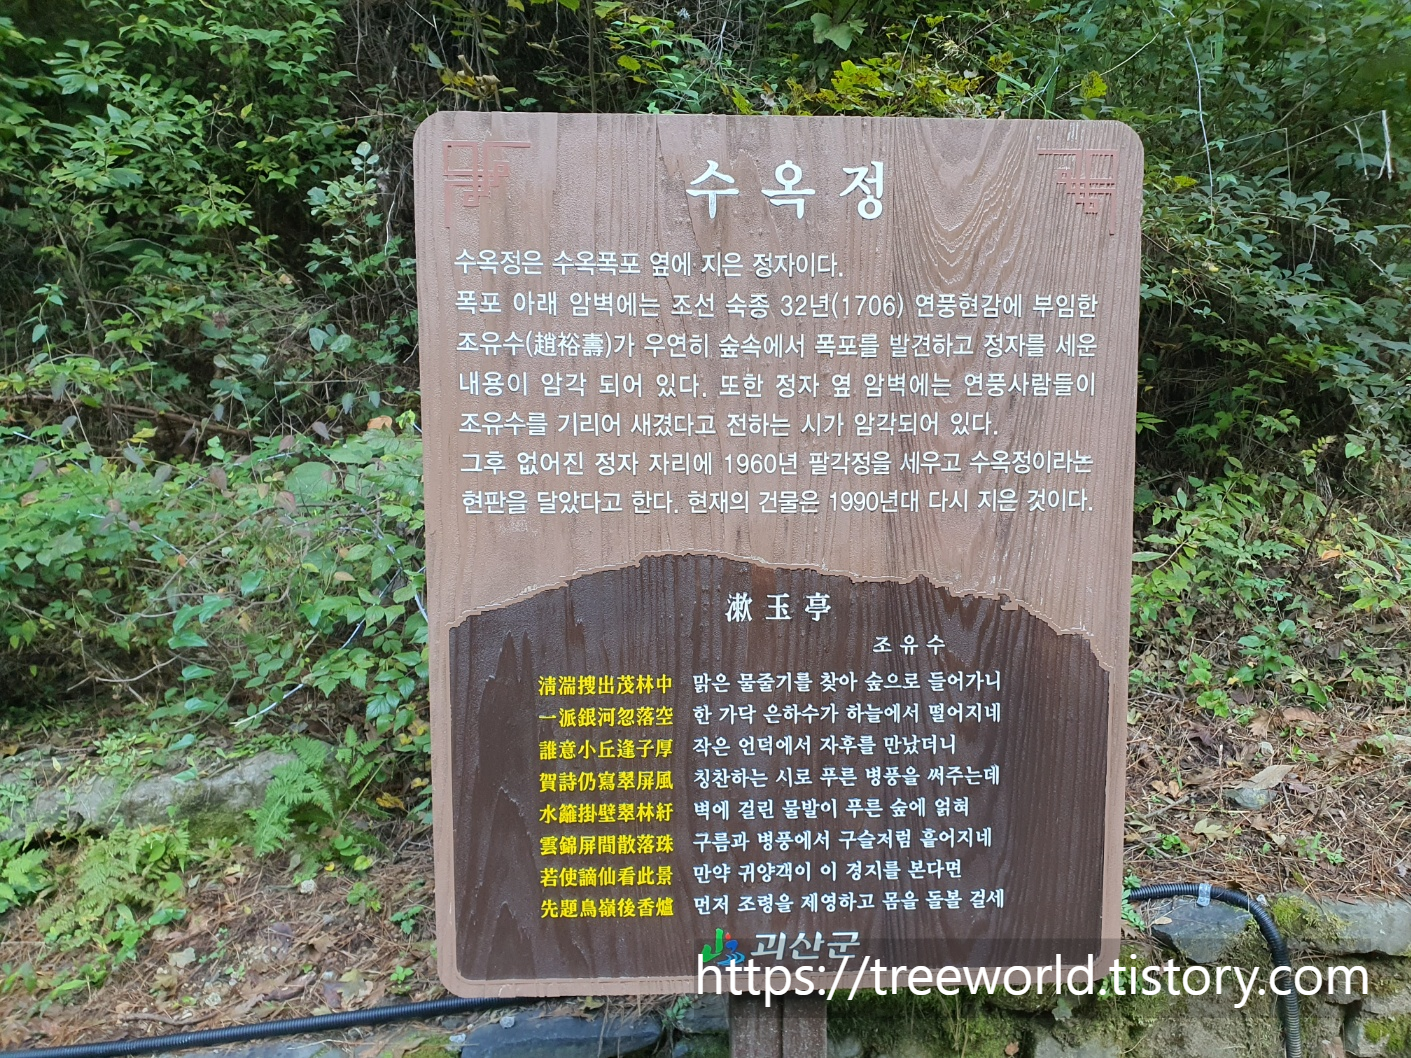 수옥정
수옥정은 수옥폭포 옆에 지은 정자이다.
폭포 아래 암벽에는 조선 숙종 32년(1706) 연풍현감에 부임한
조유수(趙裕壽)가 우연히 숲속에서 폭포를 발견하고 정자를 세운
내용이 암각 되어 있다. 또한 정자 옆 암벽에는 연풍사람들이
조유수를 기리어 새겼다고 전하는 시가 암각되어 있다.
그후 없어진 정자 자리에 1960년 팔각정을 세우고 수옥정이라는
현판을 달았다고 한다. 현재의 건물은 1990년대 다시 지은 것이다.
漱玉亭
조유수
淸湍搜出茂林中 맑은 물줄기를 찾아 숲으로 들어가니
一派銀河忽落空 한 가닥 은하수가 하늘에서 떨어지네
誰意小丘逢子厚 작은 언덕에서 자후를 만났더니
賀詩仍寫翠屛風 칭찬하는 시로 푸른 병풍을 써주는데
水籬掛壁翠林紆 벽에 걸린 물발이 푸른 숲에 얽혀
雲錦屛間散落珠 구름과 병풍에서 구슬처럼 흩어지네
若使謫仙看此景 만약 귀양객이 이 경치를 본다면
先題鳥嶺後香爐 먼저 조령을 제영하고 몸을 돌볼 걸세
괴산군
https://treeworld.tistory.com